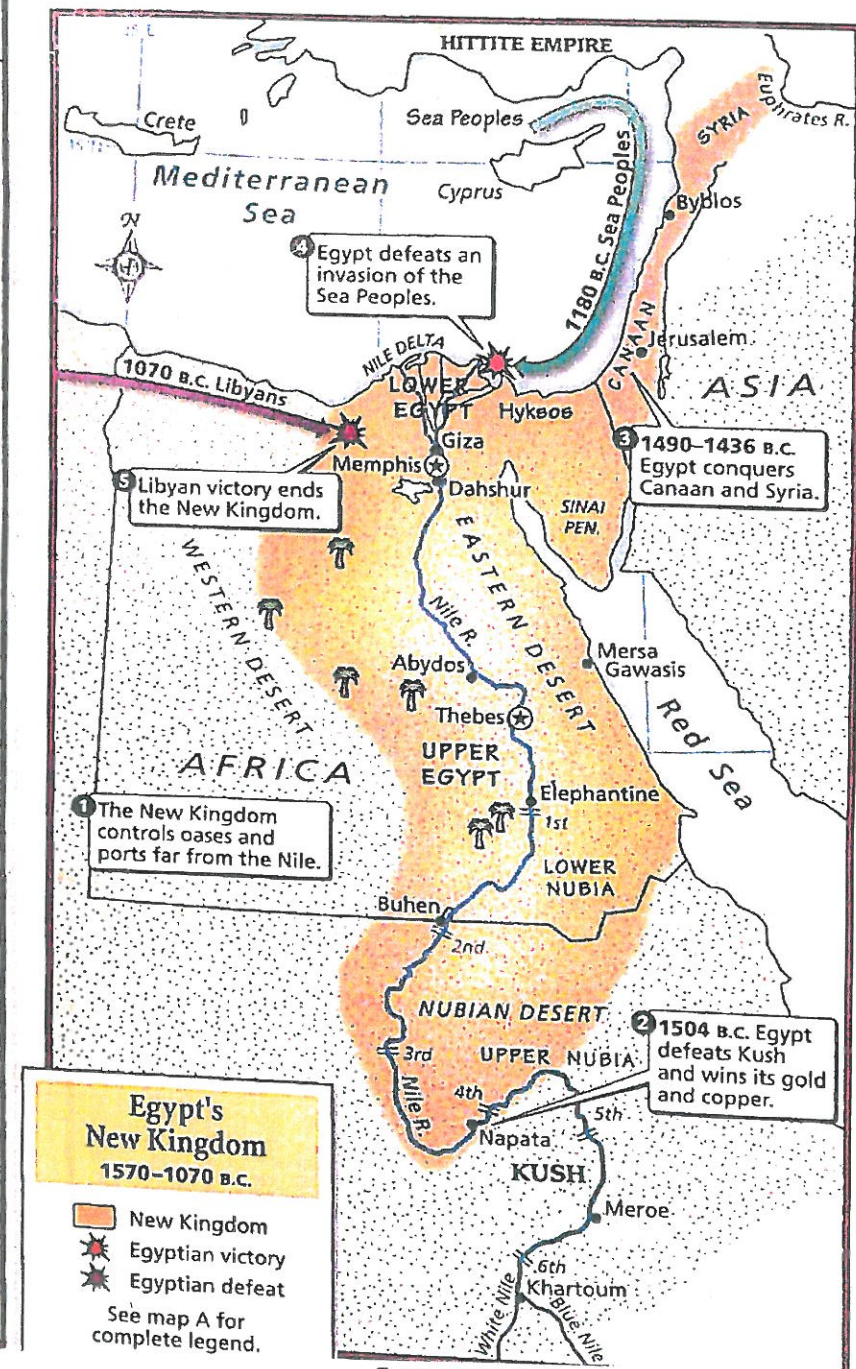 HITTITE EMPIRE
Crete
Sea Peoples
Euphrates R.
SYRIA
Mediterranean
Sea
Cyprus
Byblos
N
1180 B.C. Sea Peoples
4 Egypt defeats an
invasion of the
Sea Peoples.
CANAAN
Jerusalem
NILE DELTA
1070 B.C. Libyans
LOWER
EGYPT
Hyksos
ASIA
Giza
Memphis
Dahshur
3 1490–1436 B.C.
Egypt conquers
Canaan and Syria.
5 Libyan victory ends
the New Kingdom.
SINAI
PEN.
WESTERN DESERT
EASTERN DESERT
Nile R.
Abydos
Mersa
Gawasis
Thebes
Red Sea
UPPER
EGYPT
AFRICA
Elephantine
1st
1 The New Kingdom
controls oases and
ports far from the Nile.
LOWER
NUBIA
Buhen
2nd
NUBIAN DESERT
2 1504 B.C. Egypt
defeats Kush
and wins its gold
and copper.
3rd
UPPER NUBIA
Nile R.
4th
5th
Napata
KUSH
Meroe
6th
Khartoum
White Nile
Blue Nile
Egypt's
New Kingdom
1570–1070 B.C.
New Kingdom
Egyptian victory
Egyptian defeat
See map A for
complete legend.